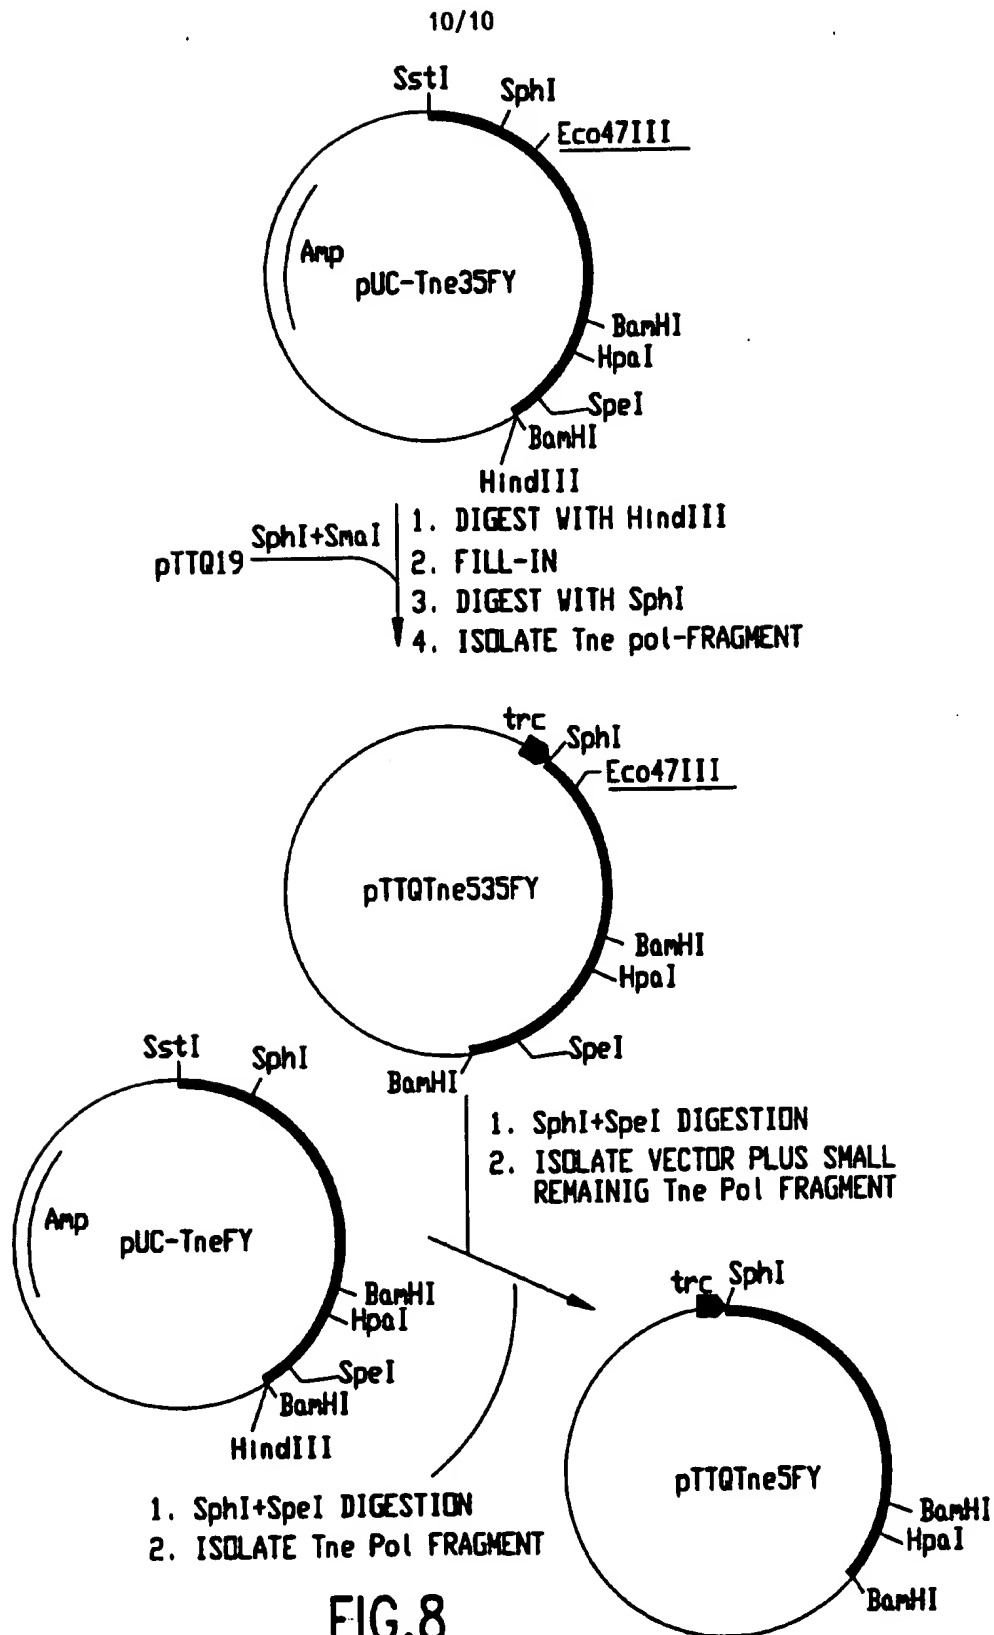 10/10
SstI
SphI
Eco47III
Amp
pUC-Tne35FY
BamHI
HpaI
SpeI
BamHI
HindIII
pTTQ19
SphI+SmaI
1. DIGEST WITH HindIII
2. FILL-IN
3. DIGEST WITH SphI
4. ISOLATE Tne pol-FRAGMENT
trc
SphI
Eco47III
pTTQTne535FY
BamHI
HpaI
SpeI
BamHI
1. SphI+SpeI DIGESTION
2. ISOLATE VECTOR PLUS SMALL
REMAINIG Tne Pol FRAGMENT
SstI
SphI
Amp
pUC-TneFY
BamHI
HpaI
SpeI
BamHI
HindIII
1. SphI+SpeI DIGESTION
2. ISOLATE Tne Pol FRAGMENT
trc
SphI
pTTQTne5FY
BamHI
HpaI
BamHI
FIG.8